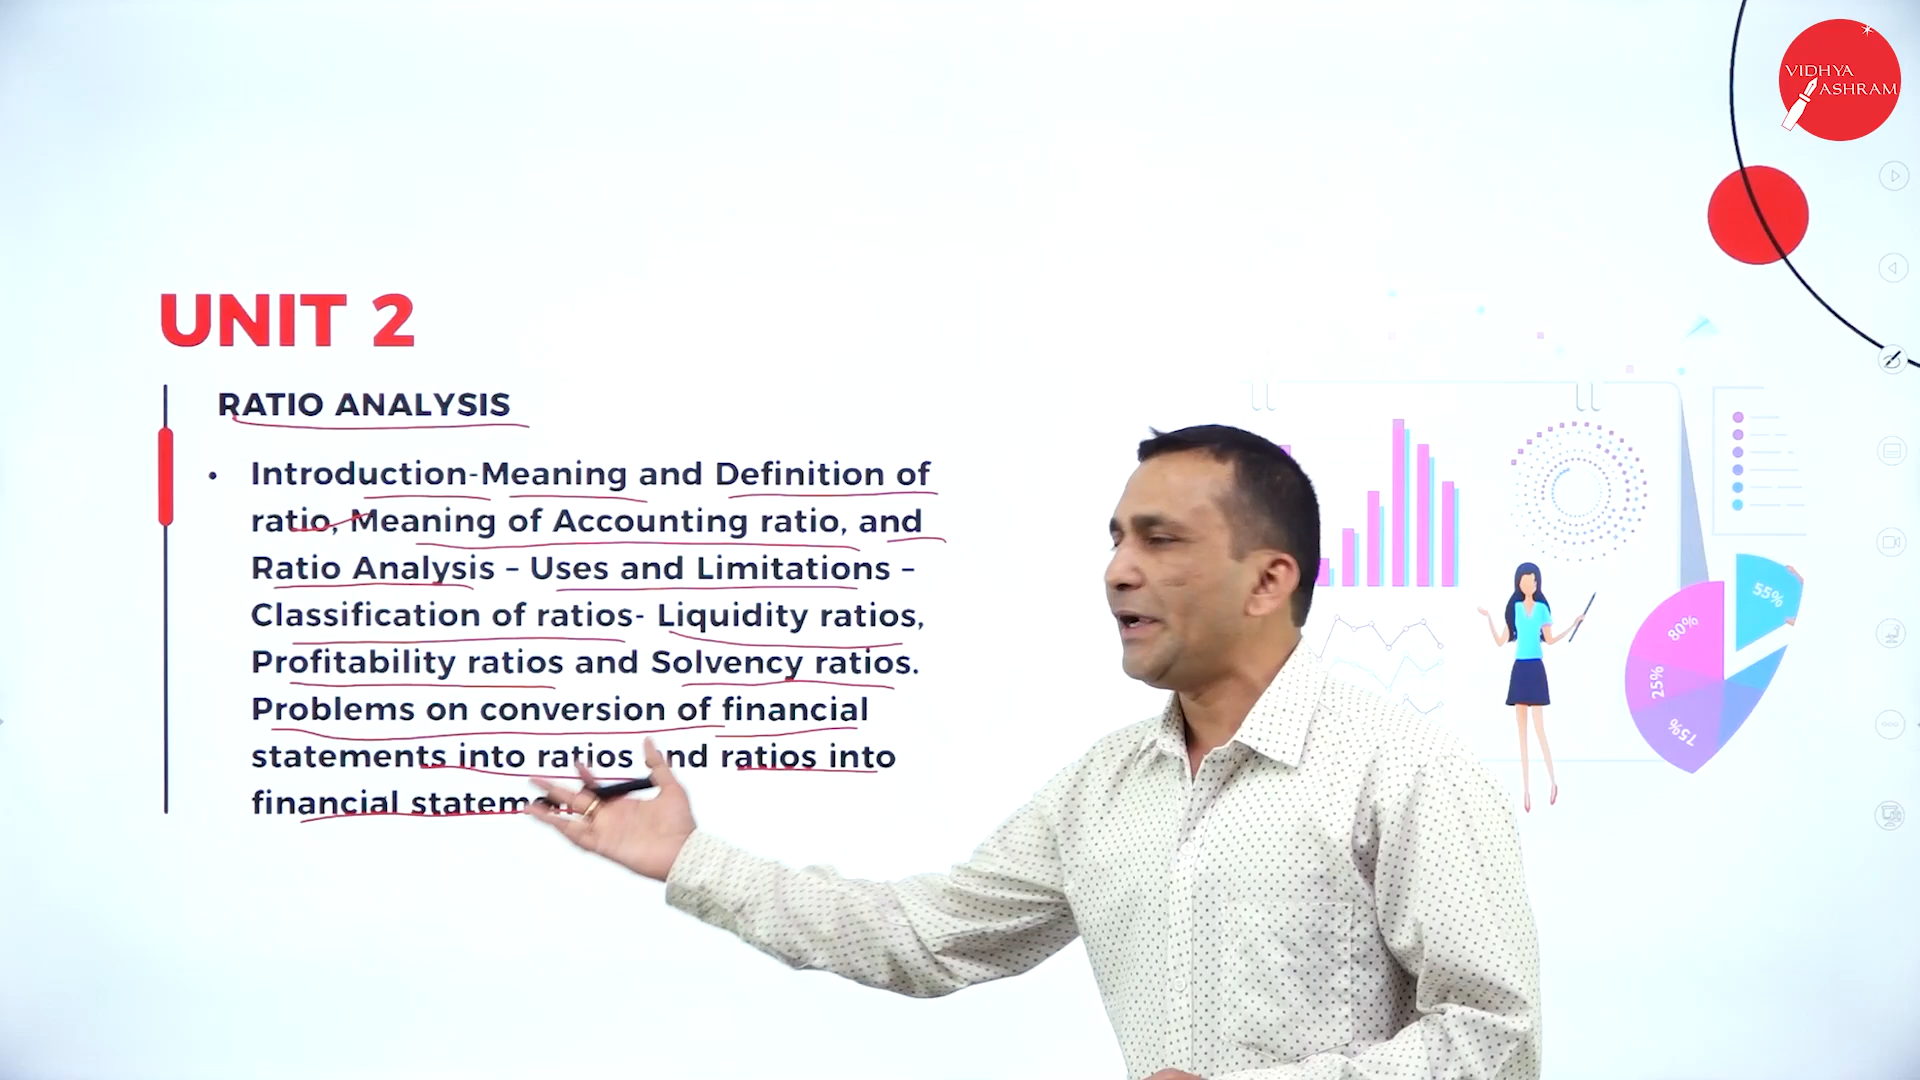 VIDHYA
ASHRAM
UNIT 2
RATIO ANALYSIS
• Introduction-Meaning and Definition of
ratio, Meaning of Accounting ratio, and
Ratio Analysis – Uses and Limitations –
Classification of ratios- Liquidity ratios,
Profitability ratios and Solvency ratios.
Problems on conversion of financial
statements into ratios and ratios into
financial
55%
80%
25%
75%